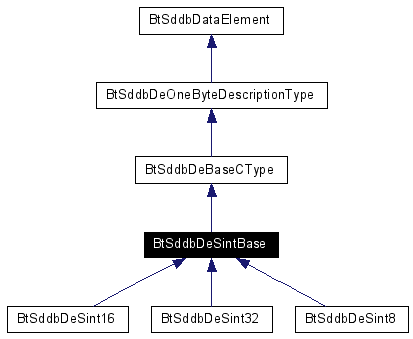 BtSddbDataElement
BtSddbDeOneByteDescriptionType
BtSddbDeBaseCType
BtSddbDeSintBase
BtSddbDeSint16
BtSddbDeSint32
BtSddbDeSint8